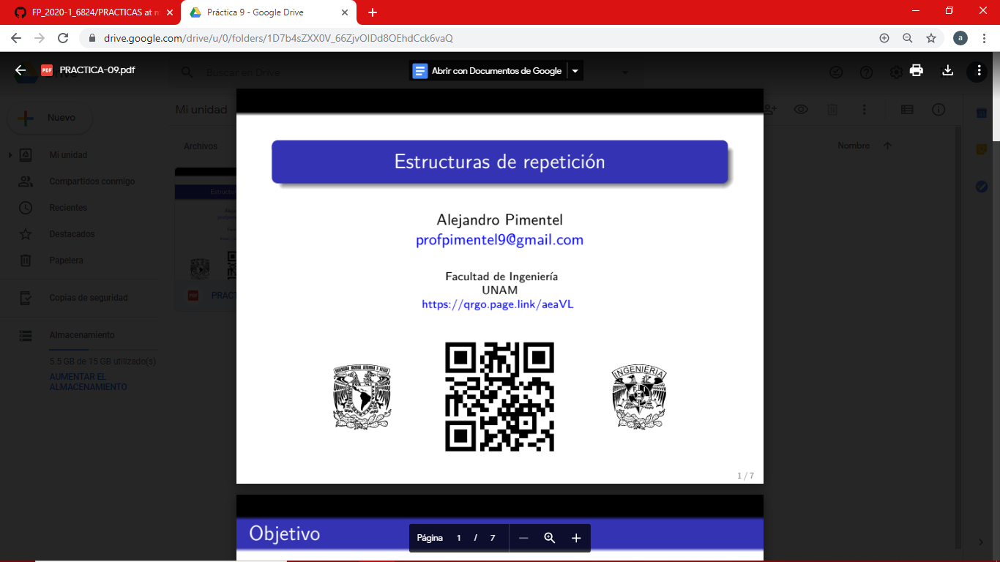 FP_2020-1_6824/PRACTICAS at m
Práctica 9 - Google Drive
drive.google.com/drive/u/0/folders/1D7b4sZXX0V_66ZjvOIDd8OEhdCck6vaQ
a
PDF PRACTICA-09.pdf
Buscar en Drive
Abrir con Documentos de Google
Nuevo
Mi unidad
Mi unidad
Compartidos conmigo
Recientes
Destacados
Papelera
Copias de seguridad
Almacenamiento
5.5 GB de 15 GB utilizado(s)
AUMENTAR EL
ALMACENAMIENTO
Archivos
Nombre
PRACT
Estructuras de repetición
Alejandro Pimentel
profpimentel9@gmail.com
Facultad de Ingeniería
UNAM
https://qrgo.page.link/aeaVL
INGENIERIA
1 / 7
Objetivo
Página 1 / 7